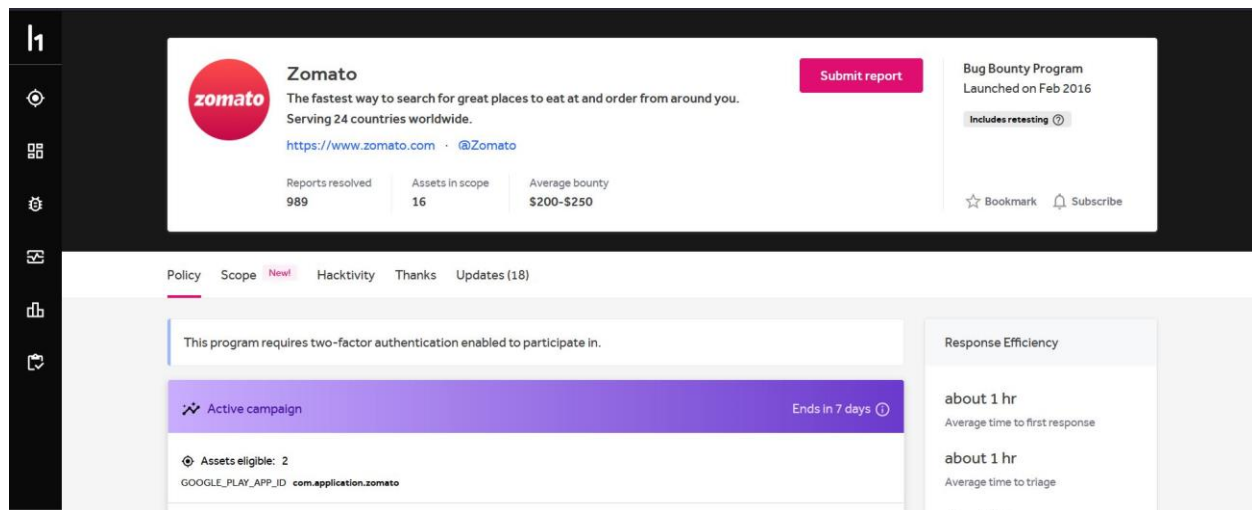 h1
zomato
Zomato
The fastest way to search for great places to eat at and order from around you.
Serving 24 countries worldwide.
https://www.zomato.com · @Zomato
Reports resolved
989
Assets in scope
16
Average bounty
$200-$250
Submit report
Bug Bounty Program
Launched on Feb 2016
Includes retesting
Bookmark Subscribe
Policy Scope New! Hacktivity Thanks Updates (18)
This program requires two-factor authentication enabled to participate in.
Active campaign
Ends in 7 days
Assets eligible: 2
GOOGLE_PLAY_APP_ID com.application.zomato
Response Efficiency
about 1 hr
Average time to first response
about 1 hr
Average time to triage